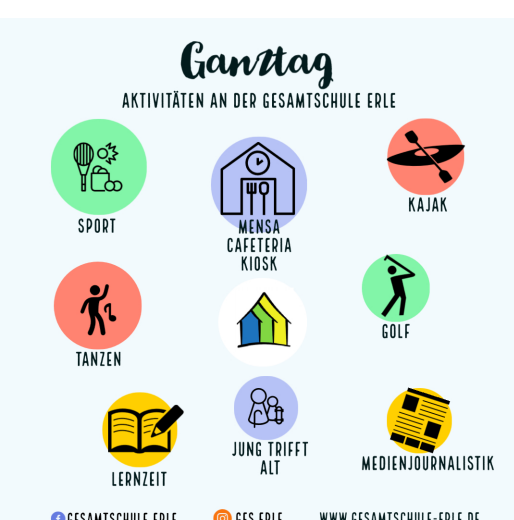 Ganztag
AKTIVITÄTEN AN DER GESAMTSCHULE ERLE
SPORT
MENSA
CAFETERIA
KIOSK
KAJAK
TANZEN
GOLF
LERNZEIT
JUNG TRIFFT
ALT
MEDIENJOURNALISTIK
GESAMTSCHULE ERLE
GES.ERLE
WWW.GESAMTSCHULE-ERLE.DE